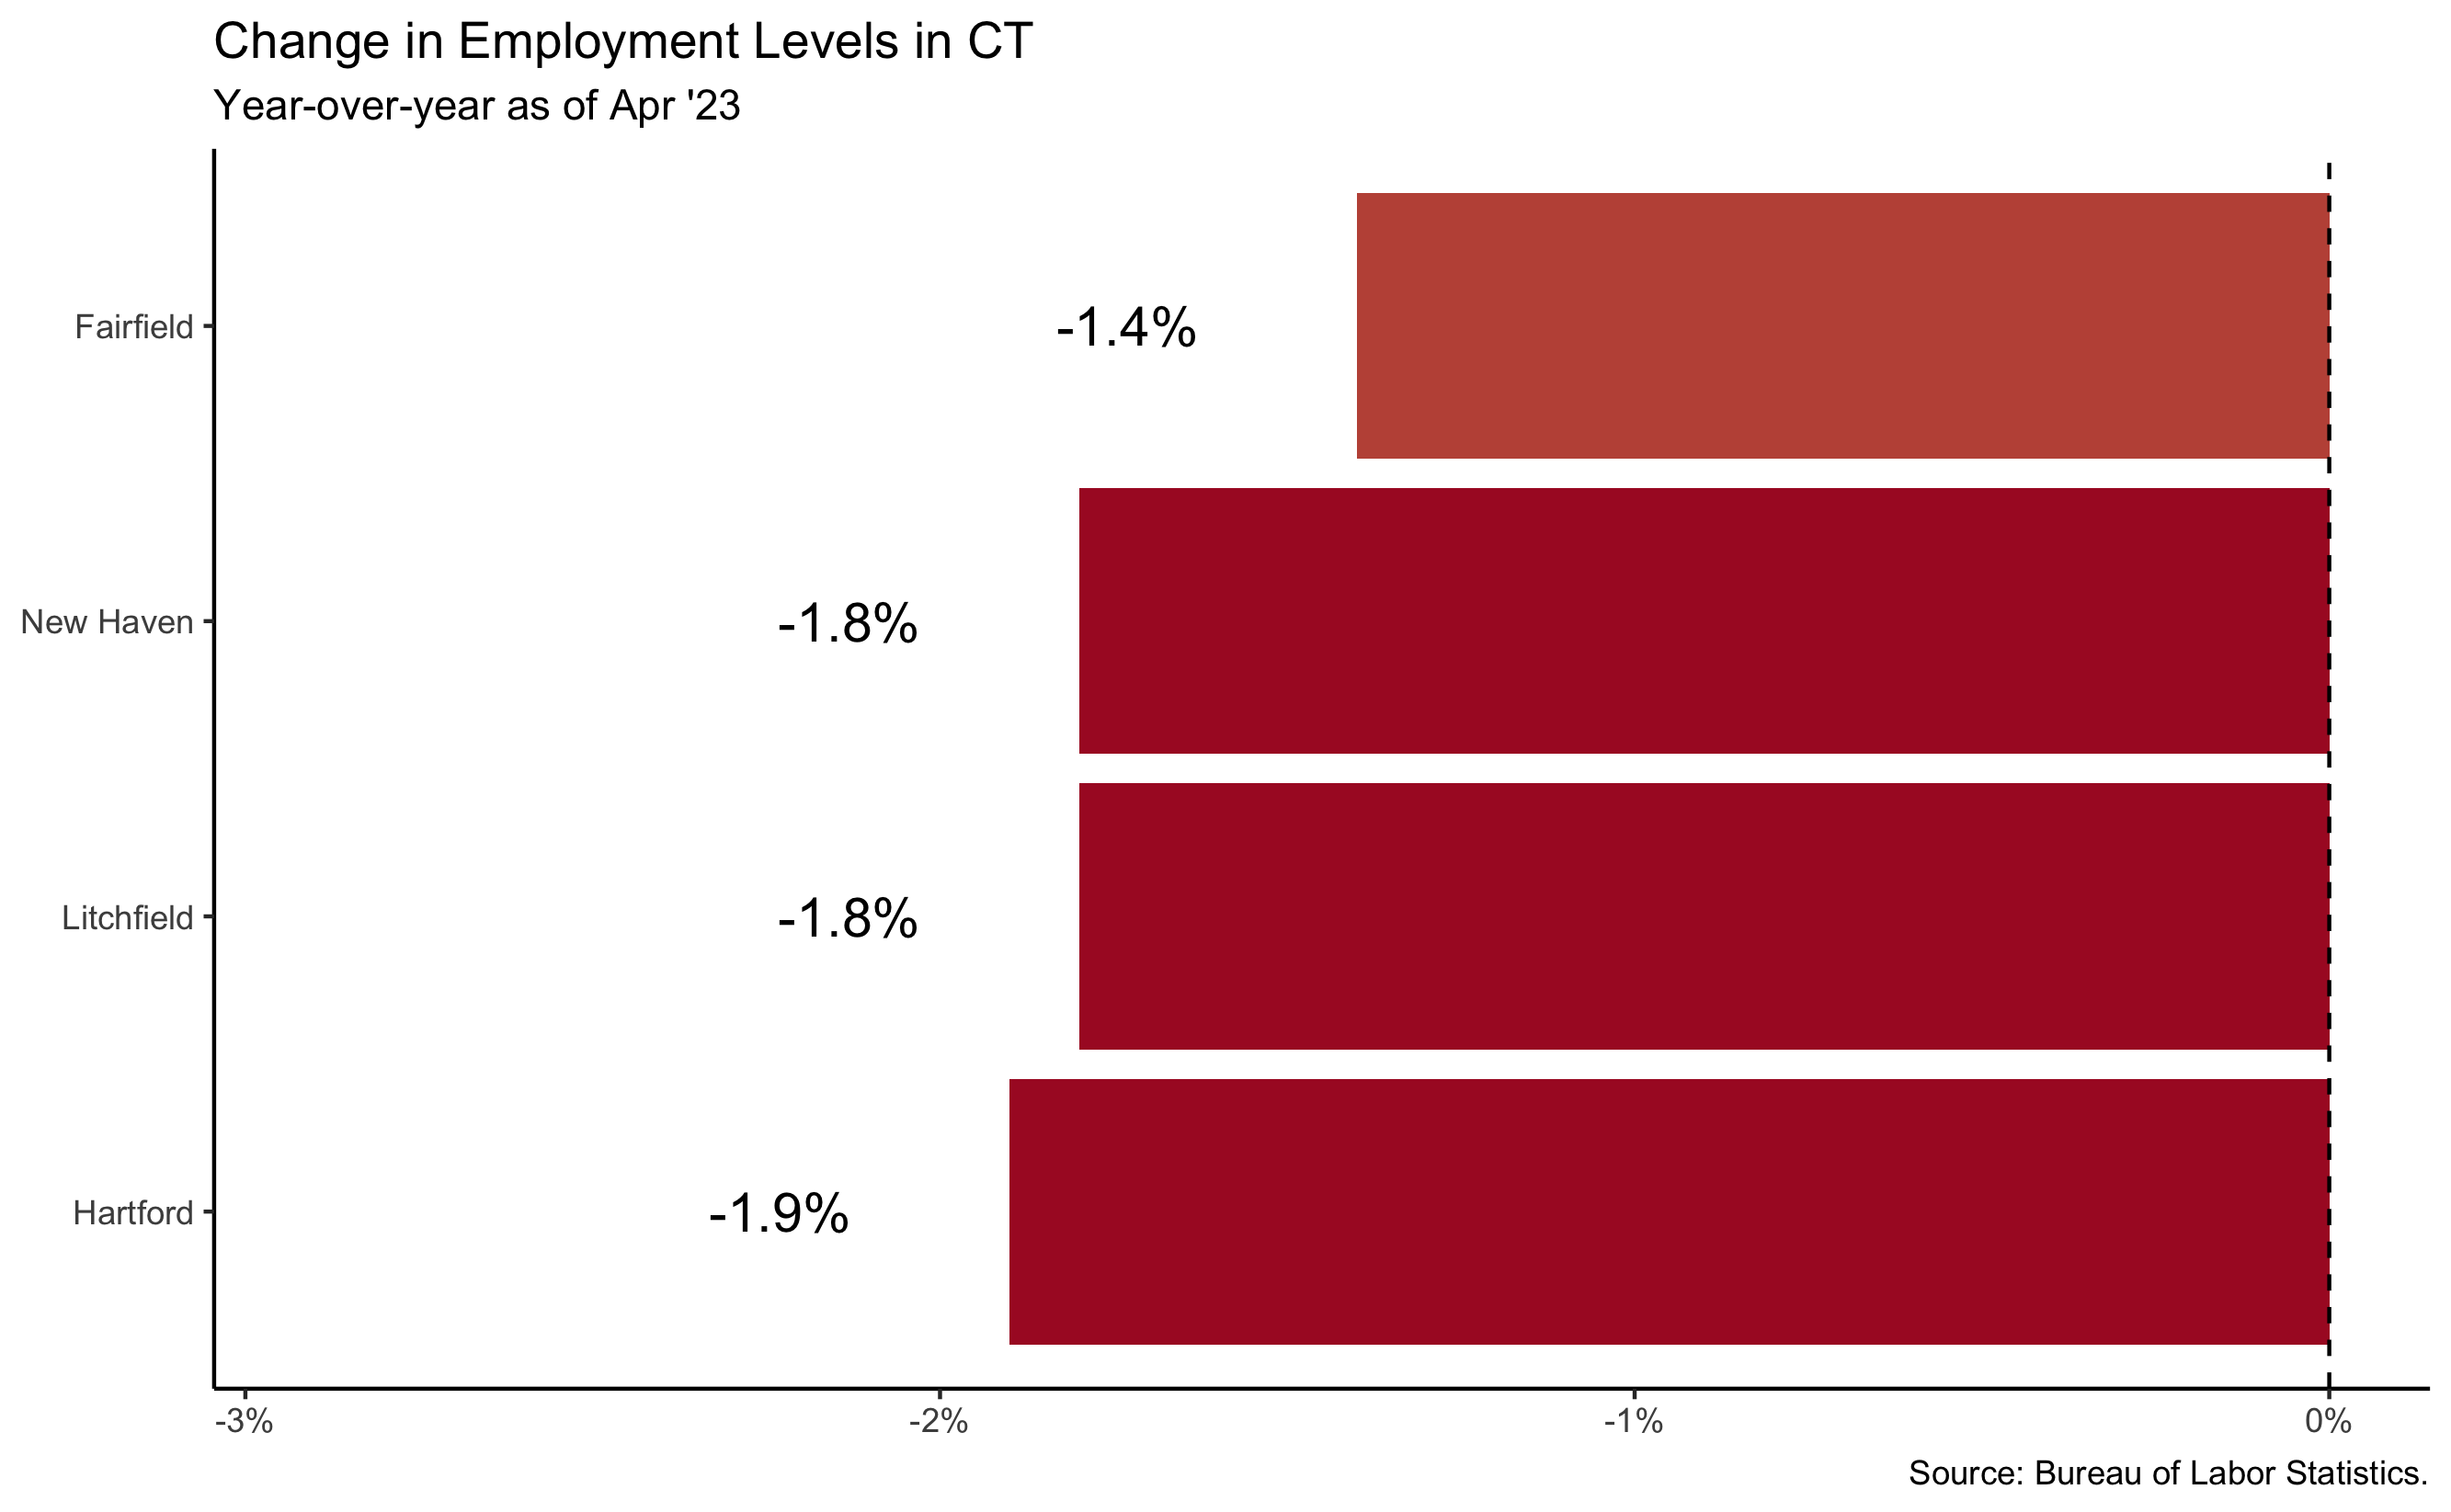 Change in Employment Levels in CT
Year-over-year as of Apr '23
Fairfield
-1.4%
New Haven
-1.8%
Litchfield
-1.8%
Hartford
-1.9%
-3% -2% -1% 0%
Source: Bureau of Labor Statistics.